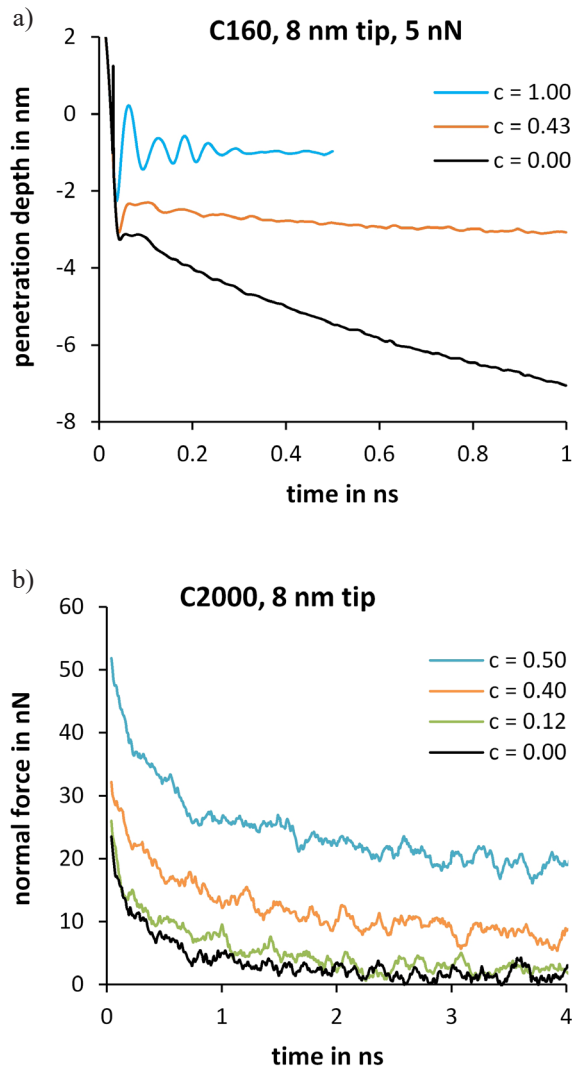 a)
C160, 8 nm tip, 5 nN
2
0
-2
-4
-6
-8
penetration depth in nm
c = 1.00
c = 0.43
c = 0.00
0
0.2
0.4
0.6
0.8
1
time in ns
b)
C2000, 8 nm tip
60
50
40
30
20
10
0
normal force in nN
c = 0.50
c = 0.40
c = 0.12
c = 0.00
0
1
2
3
4
time in ns